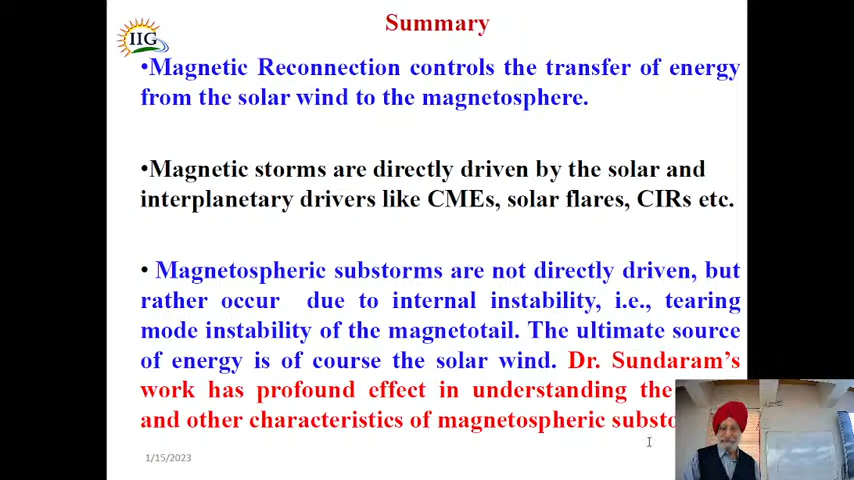 Summary
IIG
•Magnetic Reconnection controls the transfer of energy
from the solar wind to the magnetosphere.
•Magnetic storms are directly driven by the solar and
interplanetary drivers like CMEs, solar flares, CIRs etc.
• Magnetospheric substorms are not directly driven, but
rather occur due to internal instability, i.e., tearing
mode instability of the magnetotail. The ultimate source
of energy is of course the solar wind. Dr. Sundaram's
work has profound effect in understanding the
and other characteristics of magnetospheric
1/15/2023